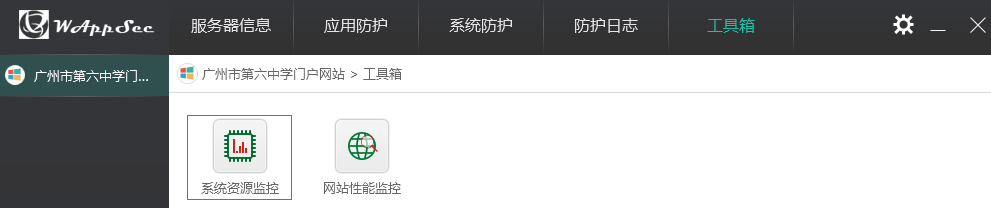 WAppSec 服务器信息 应用防护 系统防护 防护日志 工具箱
广州市第六中学门...
广州市第六中学门户网站 > 工具箱
系统资源监控 网站性能监控